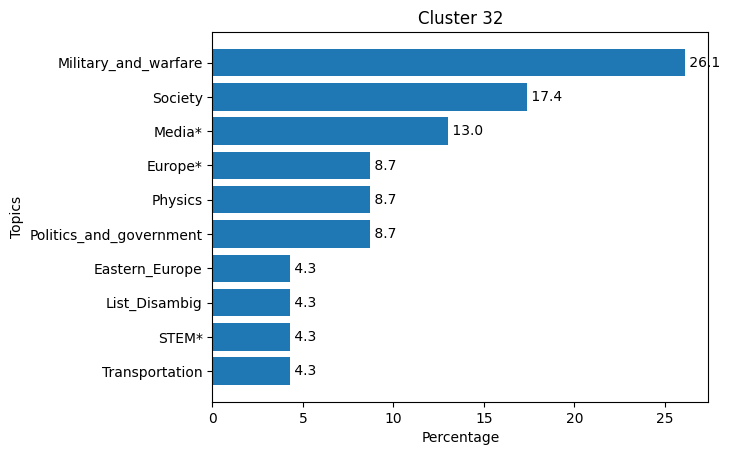 Cluster 32
Military_and_warfare 26.1
Society 17.4
Media* 13.0
Europe* 8.7
Physics 8.7
Politics_and_government 8.7
Eastern_Europe 4.3
List_Disambig 4.3
STEM* 4.3
Transportation 4.3
Topics
0 5 10 15 20 25
Percentage